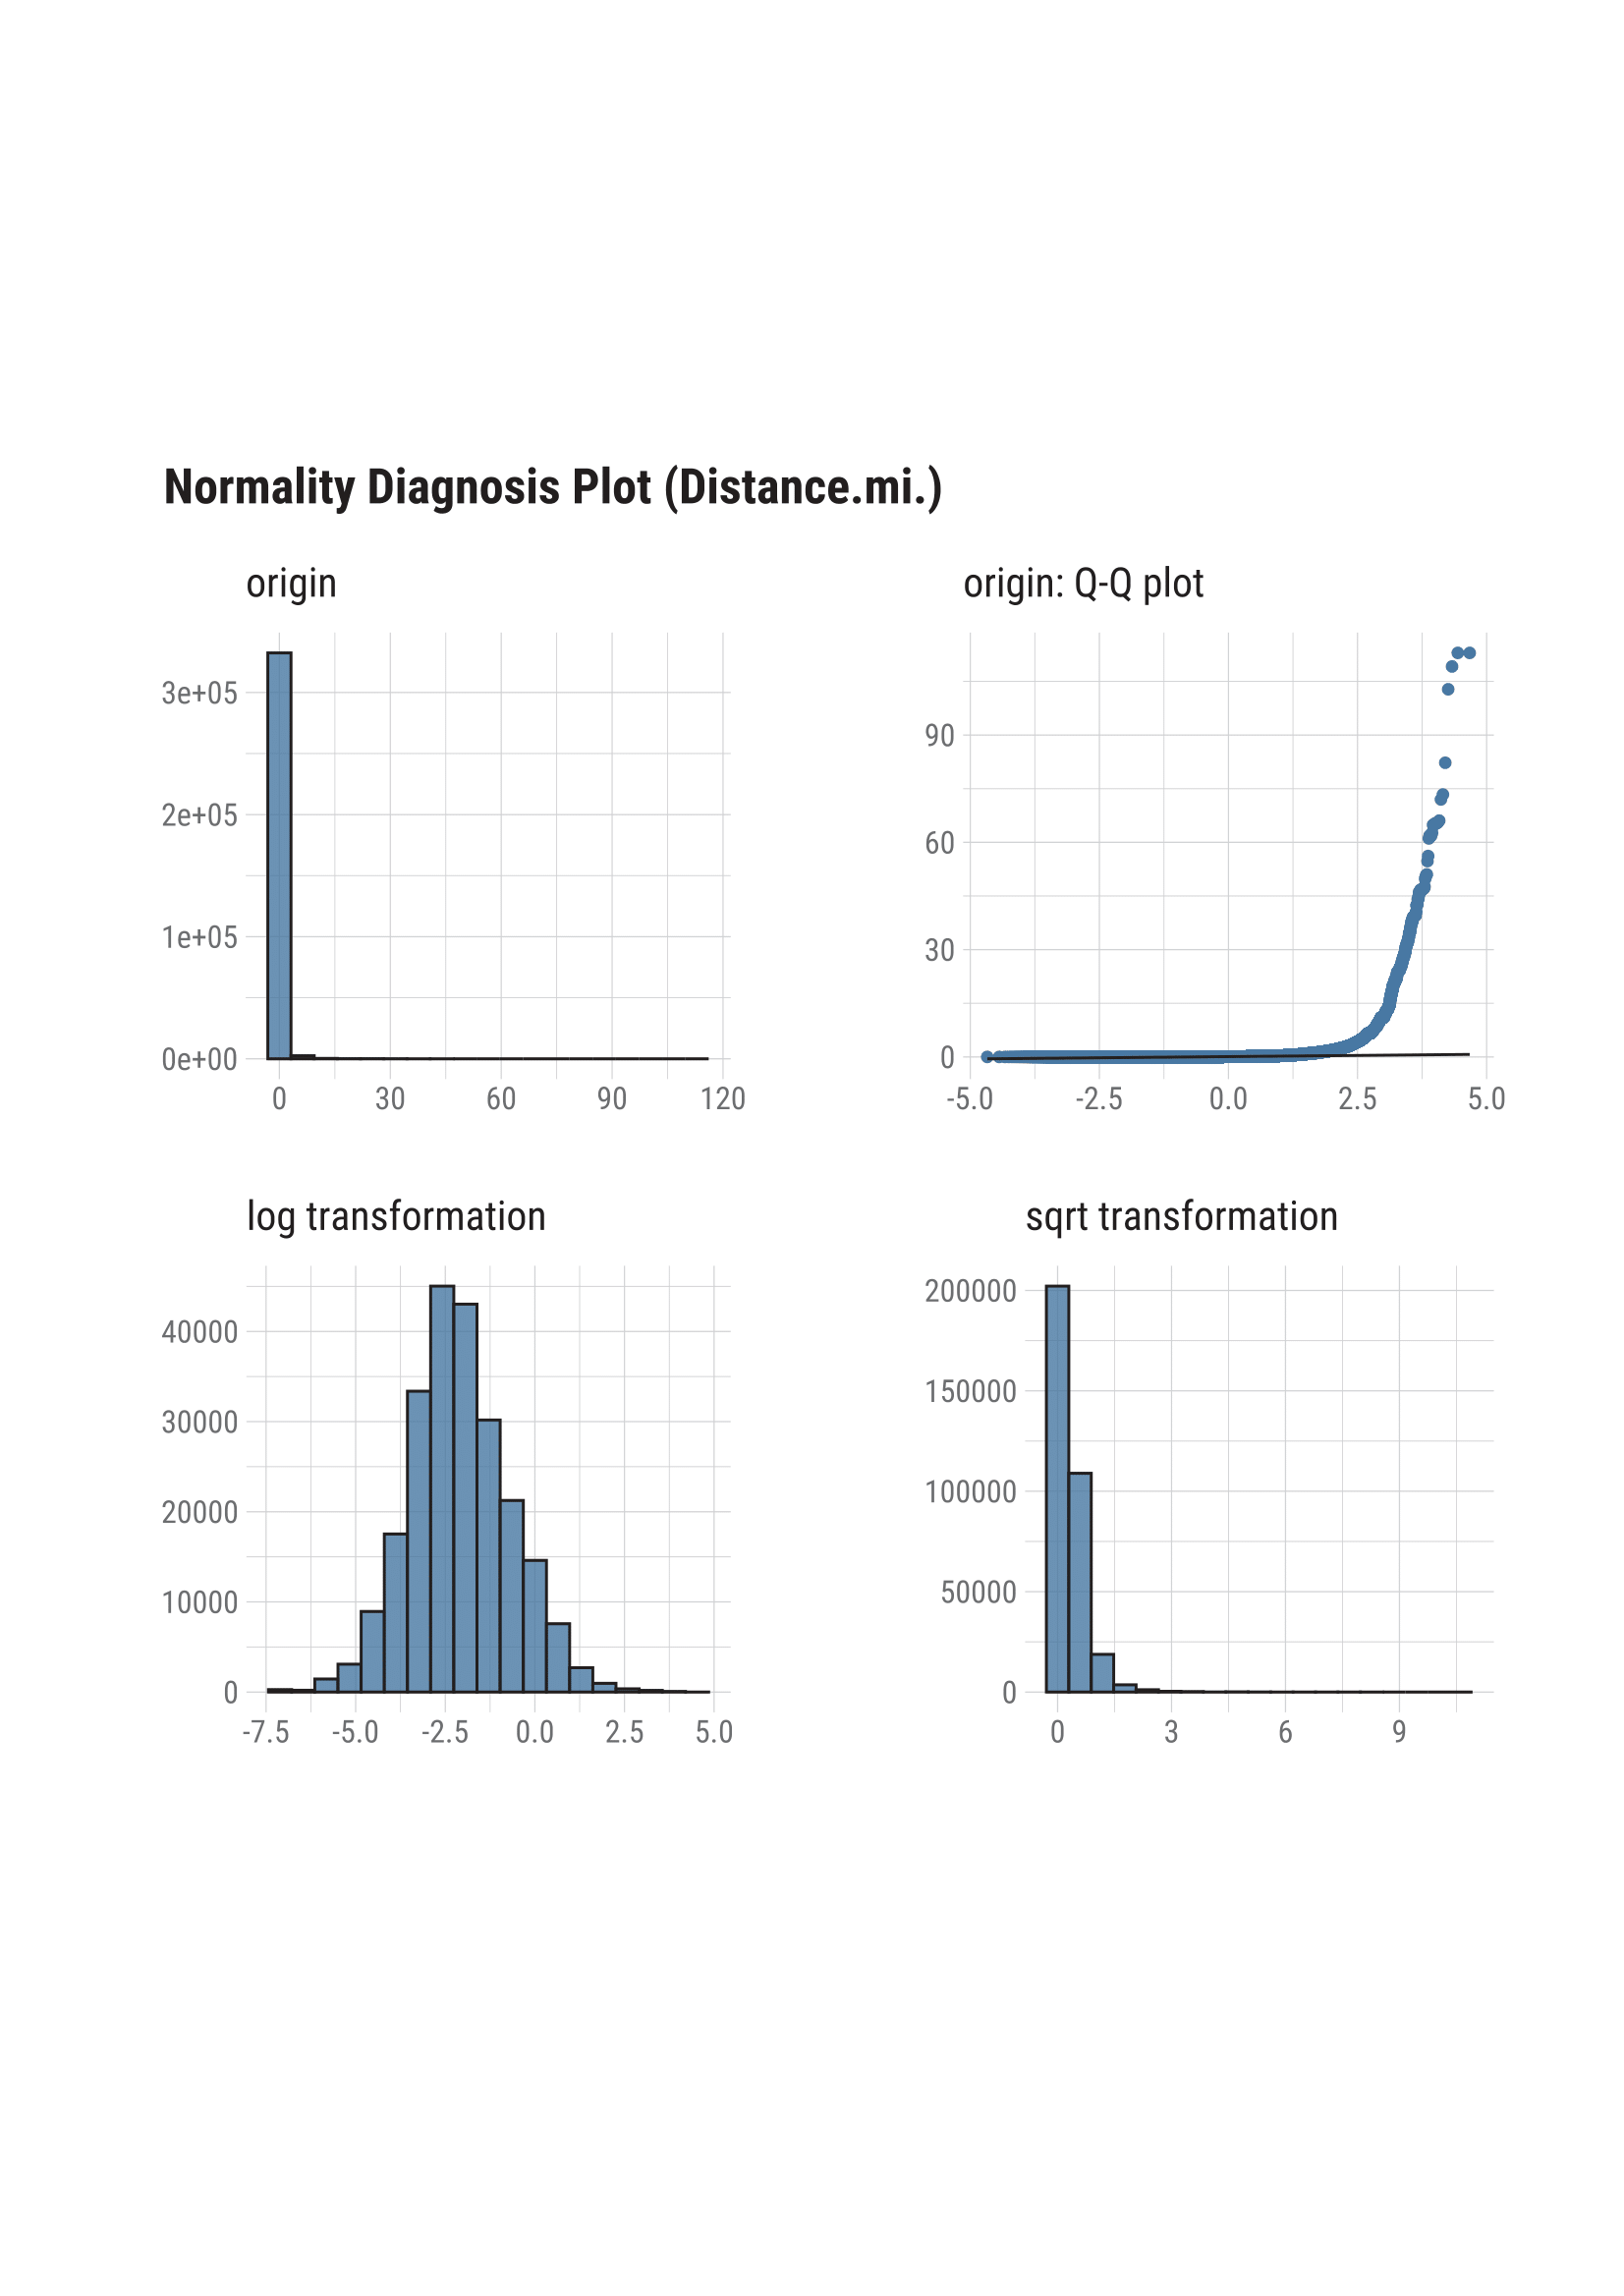 Normality Diagnosis Plot (Distance.mi.)
origin
3e+05
2e+05
1e+05
0e+00
0 30 60 90 120
origin: Q-Q plot
90
60
30
0
-5.0 -2.5 0.0 2.5 5.0
log transformation
40000
30000
20000
10000
0
-7.5 -5.0 -2.5 0.0 2.5 5.0
sqrt transformation
200000
150000
100000
50000
0
0 3 6 9